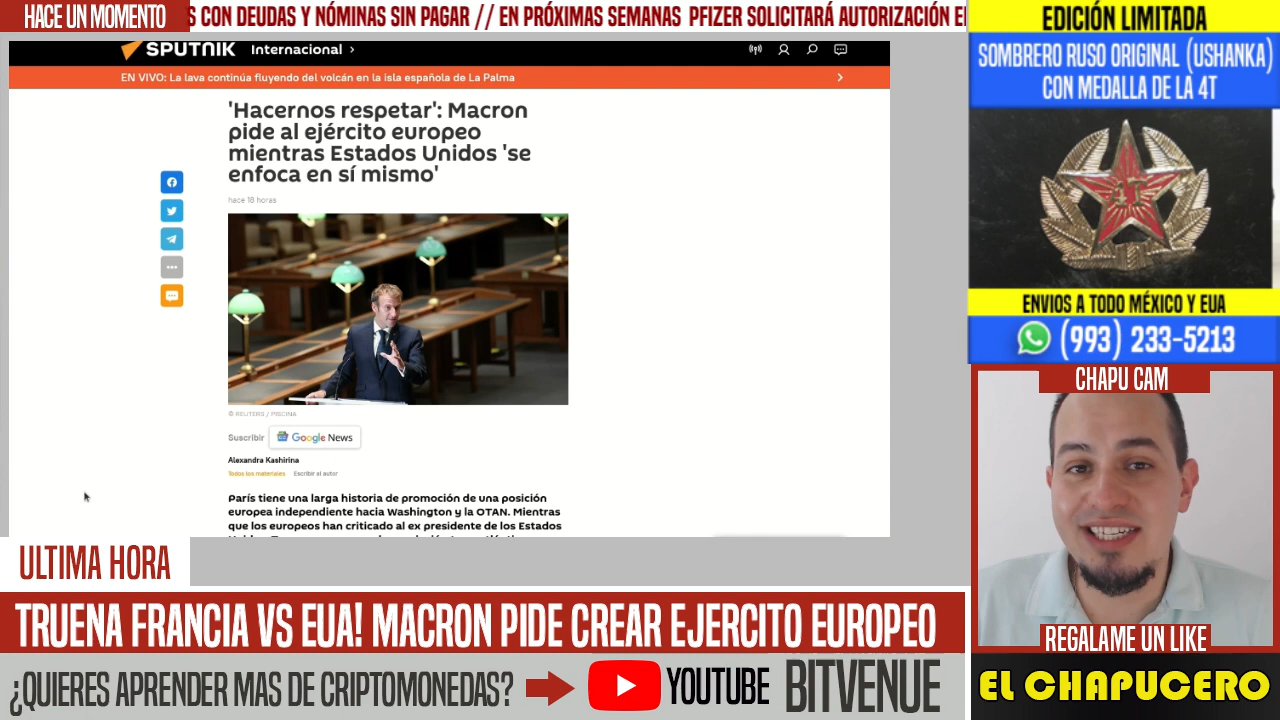 HACE UN MOMENTO
S CON DEUDAS Y NÓMINAS SIN PAGAR // EN PRÓXIMAS SEMANAS PFIZER SOLICITARÁ AUTORIZACIÓN
SPUTNIK Internacional
EN VIVO: La lava continúa fluyendo del volcán en la isla española de La Palma
'Hacernos respetar': Macron
pide al ejército europeo
mientras Estados Unidos 'se
enfoca en sí mismo'
hace 18 horas
© REUTERS / PISCINA
Suscribir Google News
Alexandra Kashirina
Todos los materiales Escribir al autor
París tiene una larga historia de promoción de una posición
europea independiente hacia Washington y la OTAN. Mientras
que los europeos han criticado al ex presidente de los Estados
ULTIMA HORA
TRUENA FRANCIA VS EUA! MACRON PIDE CREAR EJERCITO EUROPEO
¿QUIERES APRENDER MAS DE CRIPTOMONEDAS? YOUTUBE BITVENUE
EDICIÓN LIMITADA
SOMBRERO RUSO ORIGINAL (USHANKA)
CON MEDALLA DE LA 4T
4T
ENVIOS A TODO MÉXICO Y EUA
(993) 233-5213
CHAPU CAM
REGALAME UN LIKE
EL CHAPUCERO